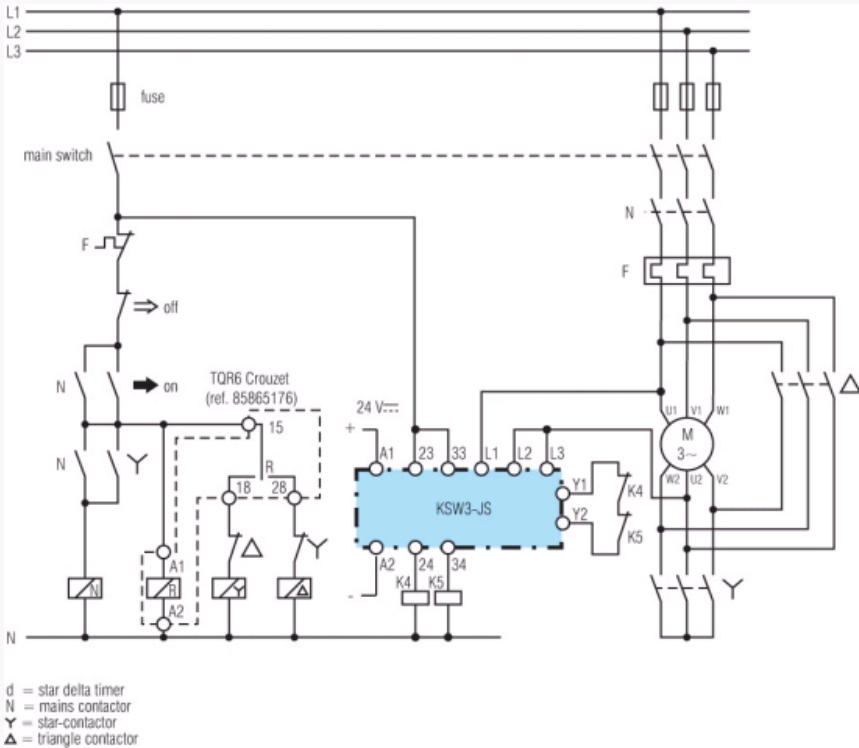 L1
L2
L3
fuse
main switch
N
F
F
off
N
on
TQR6 Crouzet
(ref. 85865176)
15
24 V⎓
+
A1 23 33 L1 L2 L3
U1 V1 W1
M
3~
W2 U2 V2
N
R
18 28
KSW3-JS
Y1
K4
Y2
K5
A1
A2 24 34
K4 K5
-
N R
A2
N
d = star delta timer
N = mains contactor
Y = star-contactor
Δ = triangle contactor